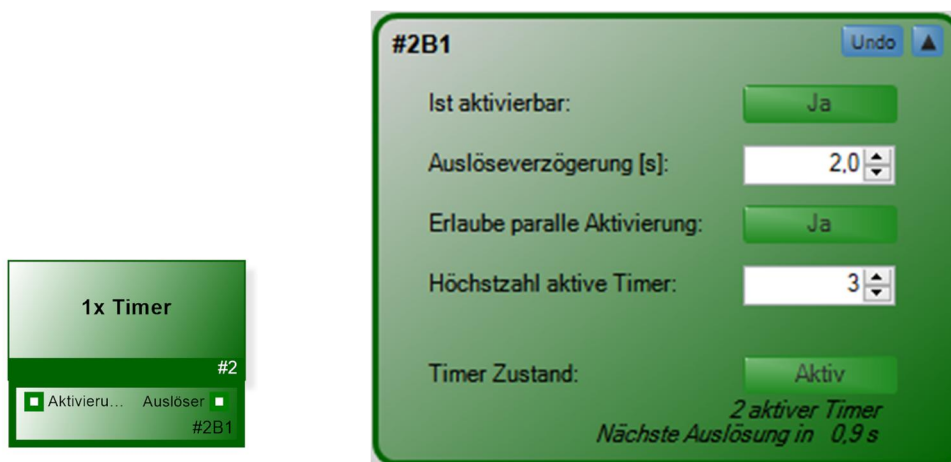 1x Timer
#2
Aktivieru... Auslöser
#2B1
#2B1 Undo ▲
Ist aktivierbar: Ja
Auslöseverzögerung [s]: 2,0
Erlaube paralle Aktivierung: Ja
Höchstzahl aktive Timer: 3
Timer Zustand: Aktiv
2 aktiver Timer
Nächste Auslösung in 0,9 s